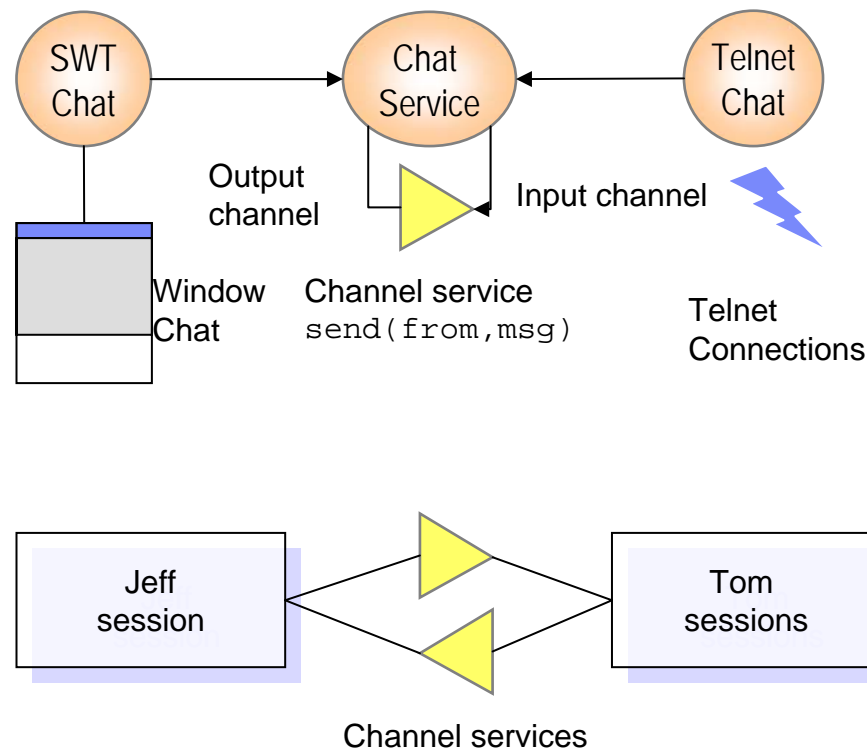 SWT
Chat
Chat
Service
Telnet
Chat
Output
channel
Input channel
Window
Chat
Channel service
send(from,msg)
Telnet
Connections
Jeff
session
Tom
sessions
Channel services